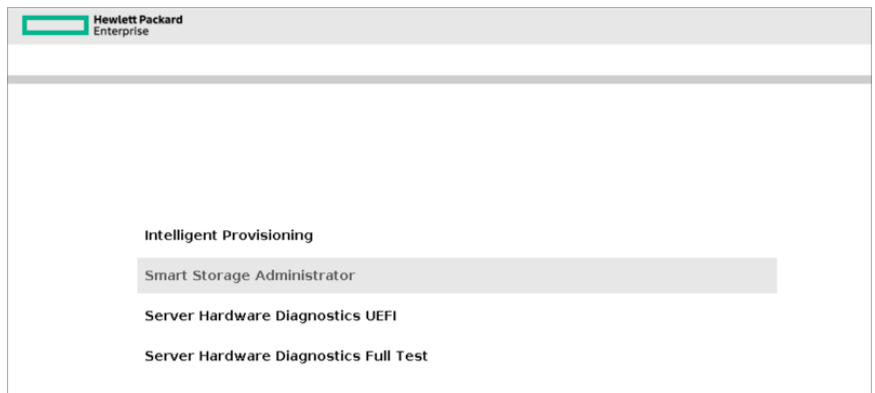 Hewlett Packard
Enterprise
Intelligent Provisioning
Smart Storage Administrator
Server Hardware Diagnostics UEFI
Server Hardware Diagnostics Full Test